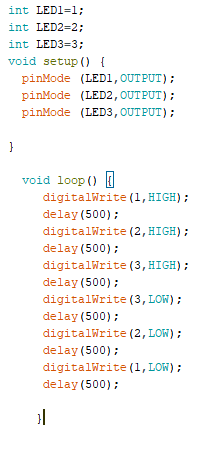 int LED1=1;
int LED2=2;
int LED3=3;
void setup() {
  pinMode (LED1,OUTPUT);
  pinMode (LED2,OUTPUT);
  pinMode (LED3,OUTPUT);

}

  void loop() {
     digitalWrite(1,HIGH);
     delay(500);
     digitalWrite(2,HIGH);
     delay(500);
     digitalWrite(3,HIGH);
     delay(500);
     digitalWrite(3,LOW);
     delay(500);
     digitalWrite(2,LOW);
     delay(500);
     digitalWrite(1,LOW);
     delay(500);

    }